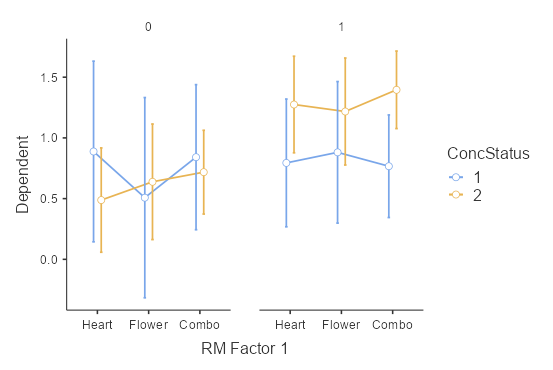 0 1
Dependent
1.5
1.0
0.5
0.0
Heart Flower Combo Heart Flower Combo
RM Factor 1
ConcStatus
1
2